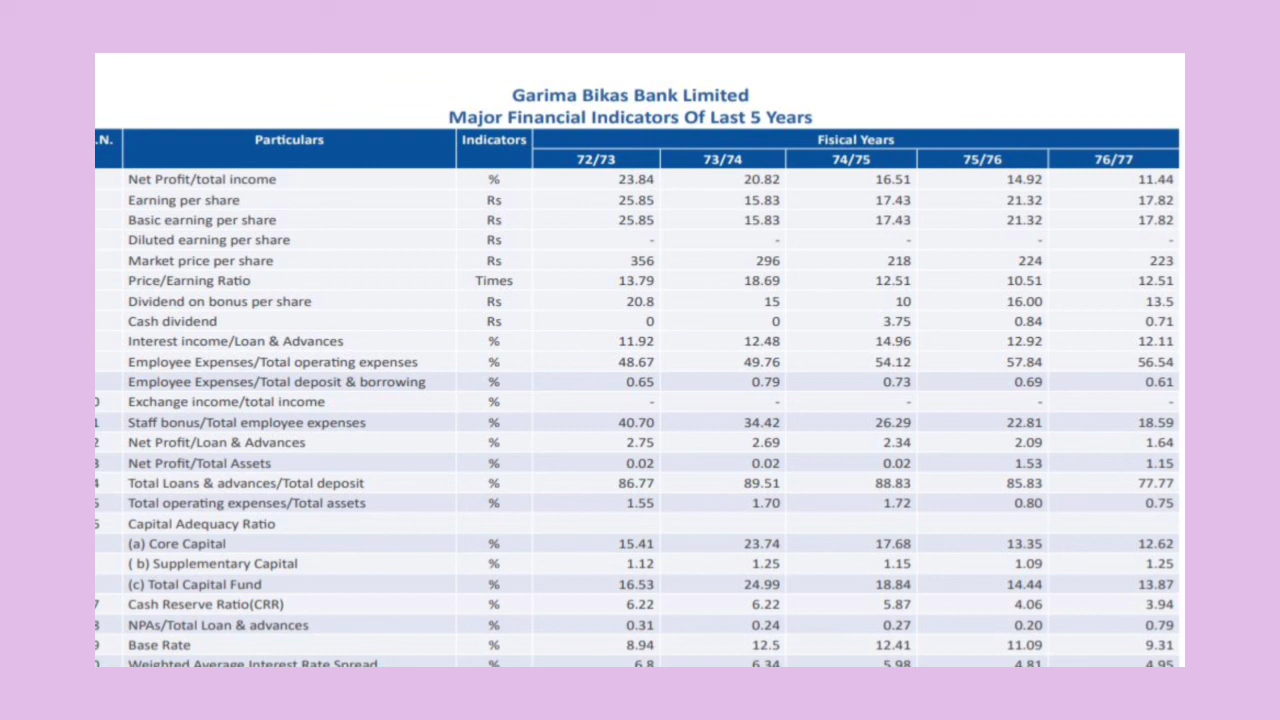 Garima Bikas Bank Limited
Major Financial Indicators Of Last 5 Years
.N. Particulars Indicators Fisical Years
72/73 73/74 74/75 75/76 76/77
Net Profit/total income % 23.84 20.82 16.51 14.92 11.44
Earning per share Rs 25.85 15.83 17.43 21.32 17.82
Basic earning per share Rs 25.85 15.83 17.43 21.32 17.82
Diluted earning per share Rs - - - - -
Market price per share Rs 356 296 218 224 223
Price/Earning Ratio Times 13.79 18.69 12.51 10.51 12.51
Dividend on bonus per share Rs 20.8 15 10 16.00 13.5
Cash dividend Rs 0 0 3.75 0.84 0.71
Interest income/Loan & Advances % 11.92 12.48 14.96 12.92 12.11
Employee Expenses/Total operating expenses % 48.67 49.76 54.12 57.84 56.54
Employee Expenses/Total deposit & borrowing % 0.65 0.79 0.73 0.69 0.61
0 Exchange income/total income % - - - - -
1 Staff bonus/Total employee expenses % 40.70 34.42 26.29 22.81 18.59
2 Net Profit/Loan & Advances % 2.75 2.69 2.34 2.09 1.64
3 Net Profit/Total Assets % 0.02 0.02 0.02 1.53 1.15
4 Total Loans & advances/Total deposit % 86.77 89.51 88.83 85.83 77.77
5 Total operating expenses/Total assets % 1.55 1.70 1.72 0.80 0.75
6 Capital Adequacy Ratio
(a) Core Capital % 15.41 23.74 17.68 13.35 12.62
( b) Supplementary Capital % 1.12 1.25 1.15 1.09 1.25
(c) Total Capital Fund % 16.53 24.99 18.84 14.44 13.87
7 Cash Reserve Ratio(CRR) % 6.22 6.22 5.87 4.06 3.94
8 NPAs/Total Loan & advances % 0.31 0.24 0.27 0.20 0.79
9 Base Rate % 8.94 12.5 12.41 11.09 9.31
0 Weighted Average Interest Rate Spread % 6.8 6.34 5.98 4.81 4.95